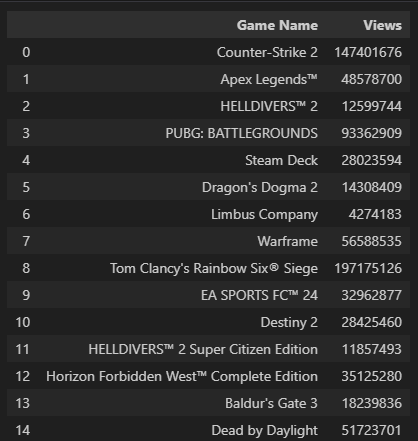 Game Name Views
0 Counter-Strike 2 147401676
1 Apex Legends™ 48578700
2 HELLDIVERS™ 2 12599744
3 PUBG: BATTLEGROUNDS 93362909
4 Steam Deck 28023594
5 Dragon's Dogma 2 14308409
6 Limbus Company 4274183
7 Warframe 56588535
8 Tom Clancy's Rainbow Six® Siege 197175126
9 EA SPORTS FC™ 24 32962877
10 Destiny 2 28425460
11 HELLDIVERS™ 2 Super Citizen Edition 11857493
12 Horizon Forbidden West™ Complete Edition 35125280
13 Baldur's Gate 3 18239836
14 Dead by Daylight 51723701